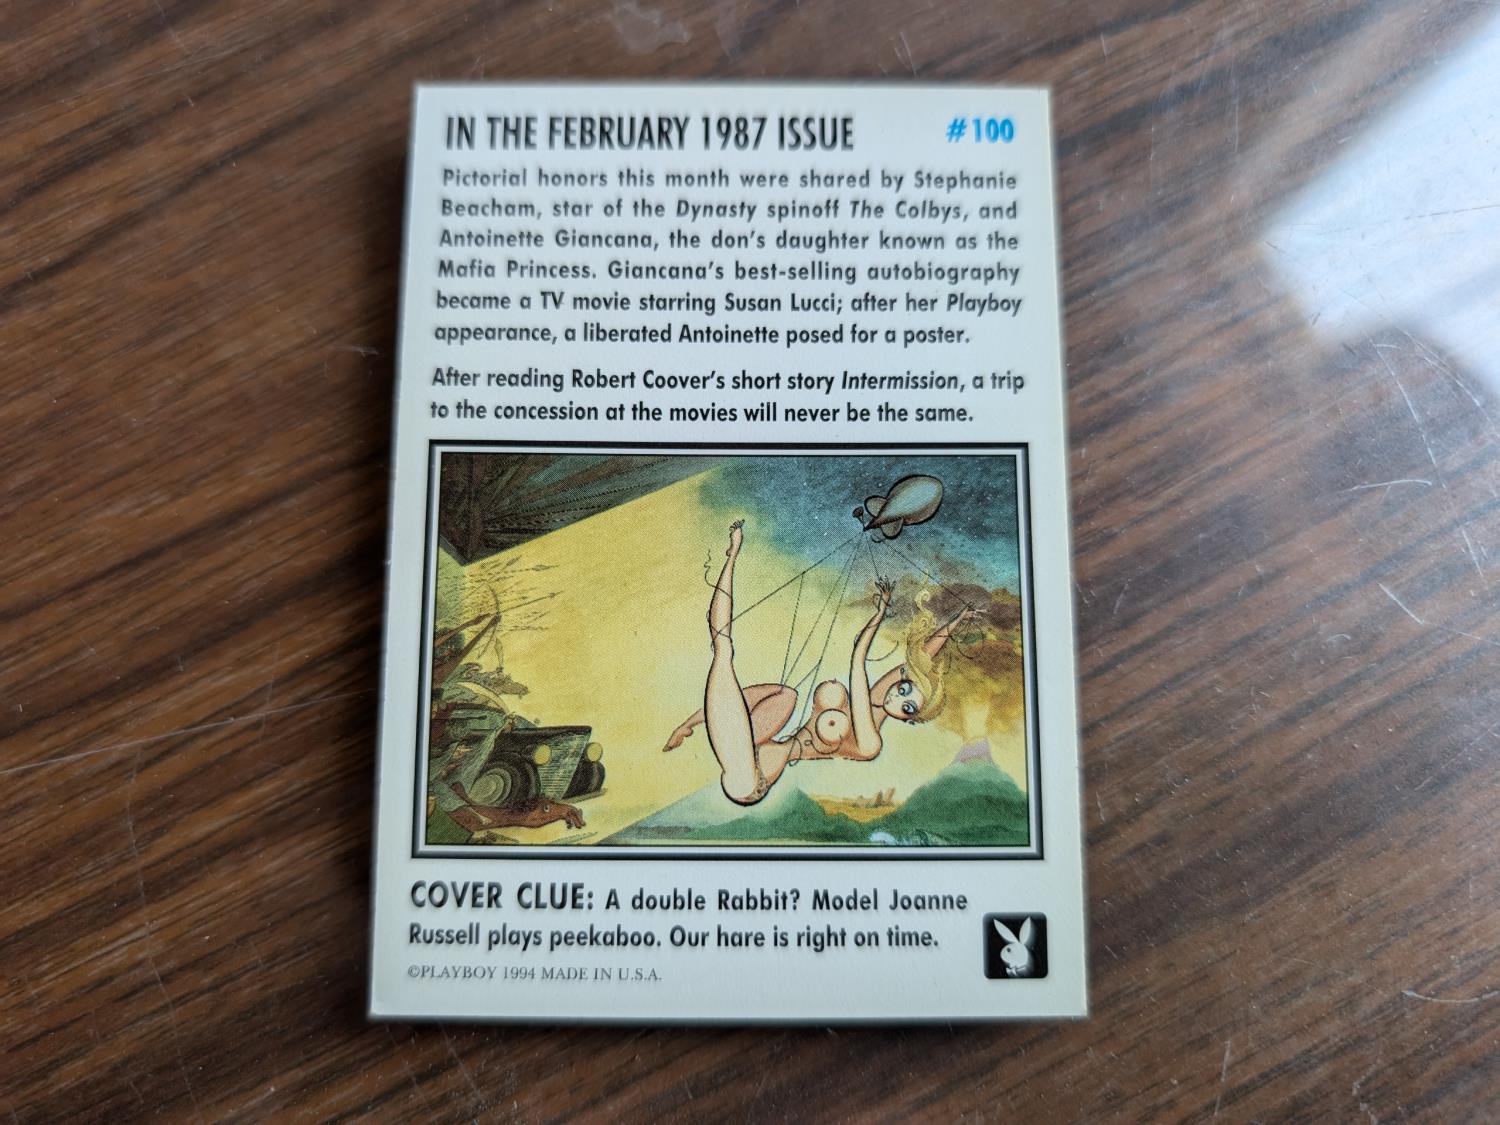 IN THE FEBRUARY 1987 ISSUE #100
Pictorial honors this month were shared by Stephanie
Beacham, star of the Dynasty spinoff The Colbys, and
Antoinette Giancana, the don's daughter known as the
Mafia Princess. Giancana's best-selling autobiography
became a TV movie starring Susan Lucci; after her Playboy
appearance, a liberated Antoinette posed for a poster.
After reading Robert Coover's short story Intermission, a trip
to the concession at the movies will never be the same.
COVER CLUE: A double Rabbit? Model Joanne
Russell plays peekaboo. Our hare is right on time.
©PLAYBOY 1994 MADE IN U.S.A.